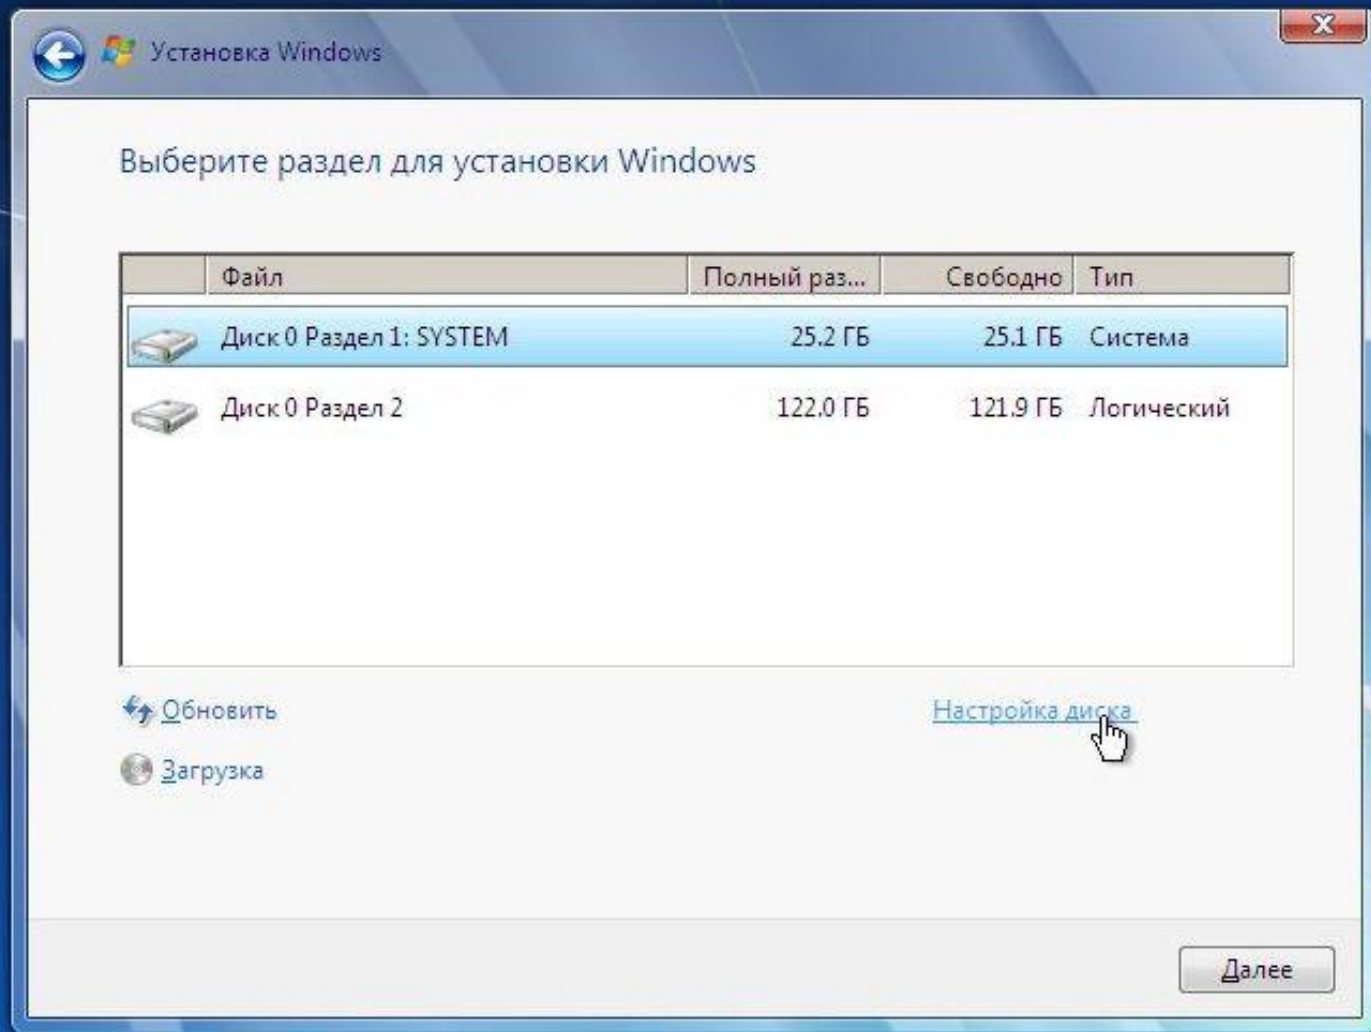 Установка Windows
Выберите раздел для установки Windows
Файл Полный раз... Свободно Тип
Диск 0 Раздел 1: SYSTEM 25.2 ГБ 25.1 ГБ Система
Диск 0 Раздел 2 122.0 ГБ 121.9 ГБ Логический
Обновить Настройка диска
Загрузка
Далее